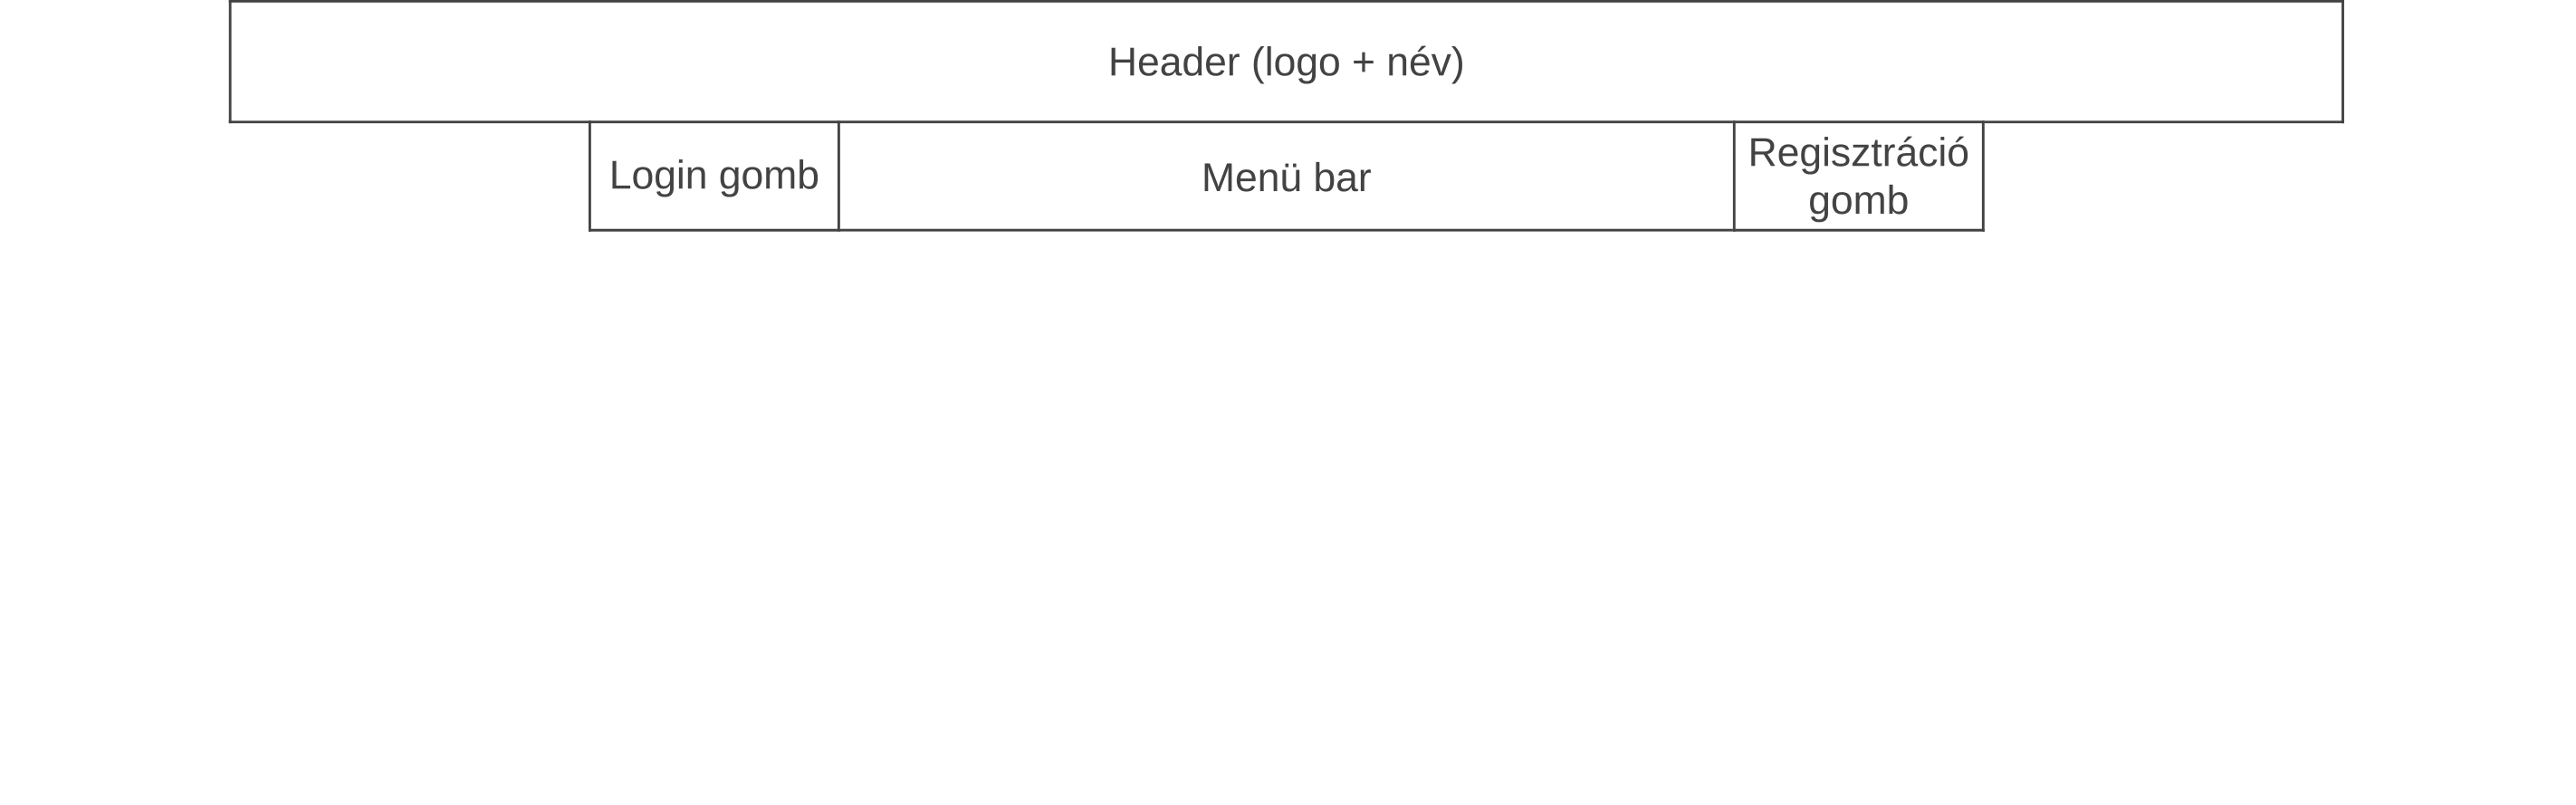 Header (logo + név)
Login gomb
Menü bar
Regisztráció
gomb